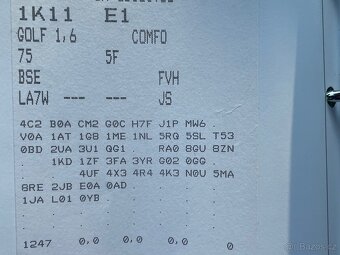 1K11 E1
GOLF 1,6 COMFO
75 5F
BSE FVH
LA7W --- --- JS
4C2 B0A CM2 G0C H7F J1P MW6 .
V0A 1AT 1G8 1ME 1NL 5RQ 5SL T53
0BD 2UA 3U1 QG1 . RA0 8GU 8ZN
. 1KD 1ZF 3FA 3YR G02 0GG .
. . 4UF 4X3 4R4 4K3 N0U 5MA
8RE 2JB E0A 0AD
1JA L01 0YB . . . . .
1247 0,0 0,0 0